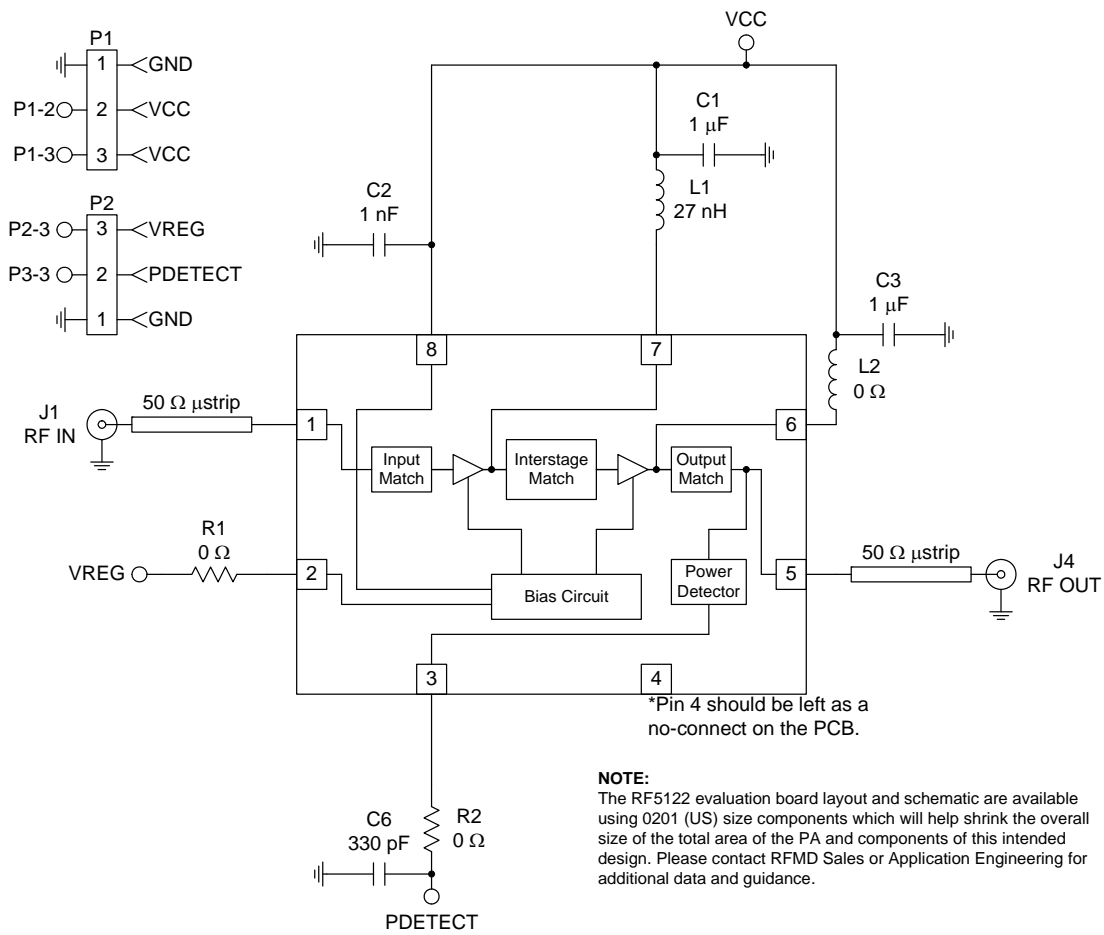 VCC
P1
1 GND
P1-2 2 VCC
P1-3 3 VCC
C1
1 μF
L1
27 nH
C2
1 nF
P2
P2-3 3 VREG
P3-3 2 PDETECT
1 GND
C3
1 μF
L2
0 Ω
8
7
J1
RF IN
50 Ω μstrip
1
6
Input
Match
Interstage
Match
Output
Match
R1
0 Ω
VREG
2
Bias Circuit
Power
Detector
5
50 Ω μstrip
J4
RF OUT
3
4
*Pin 4 should be left as a
no-connect on the PCB.
R2
0 Ω
C6
330 pF
PDETECT
NOTE:
The RF5122 evaluation board layout and schematic are available
using 0201 (US) size components which will help shrink the overall
size of the total area of the PA and components of this intended
design. Please contact RFMD Sales or Application Engineering for
additional data and guidance.